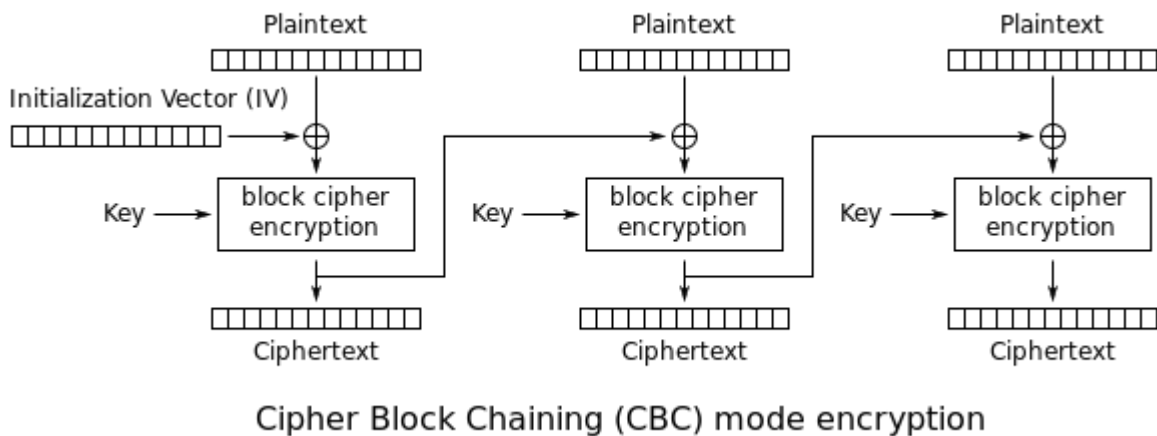 Plaintext
Plaintext
Plaintext
Initialization Vector (IV)
Key
block cipher
encryption
Key
block cipher
encryption
Key
block cipher
encryption
Ciphertext
Ciphertext
Ciphertext
Cipher Block Chaining (CBC) mode encryption